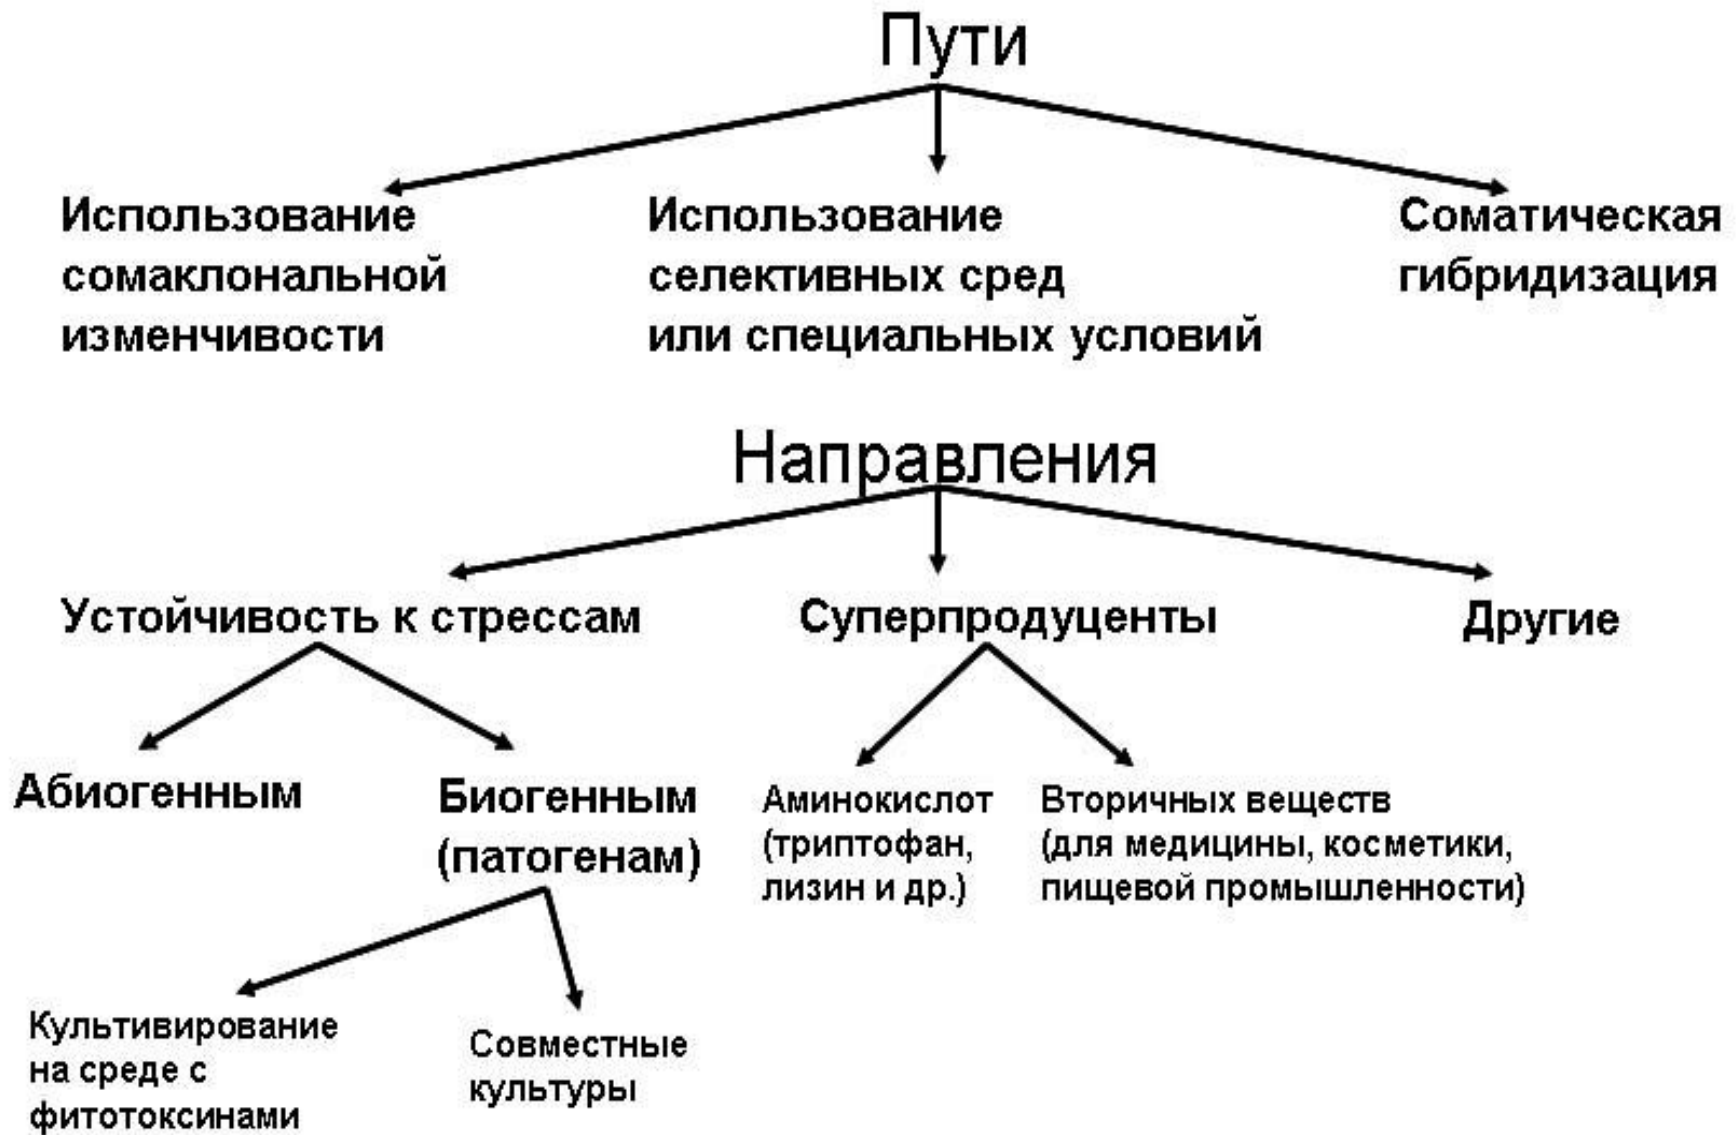 Пути
Использование
сомаклональной
изменчивости
Использование
селективных сред
или специальных условий
Соматическая
гибридизация
Направления
Устойчивость к стрессам
Суперпродуценты
Другие
Абиогенным
Биогенным
(патогенам)
Аминокислот
(триптофан,
лизин и др.)
Вторичных веществ
(для медицины, косметики,
пищевой промышленности)
Культивирование
на среде с
фитотоксинами
Совместные
культуры